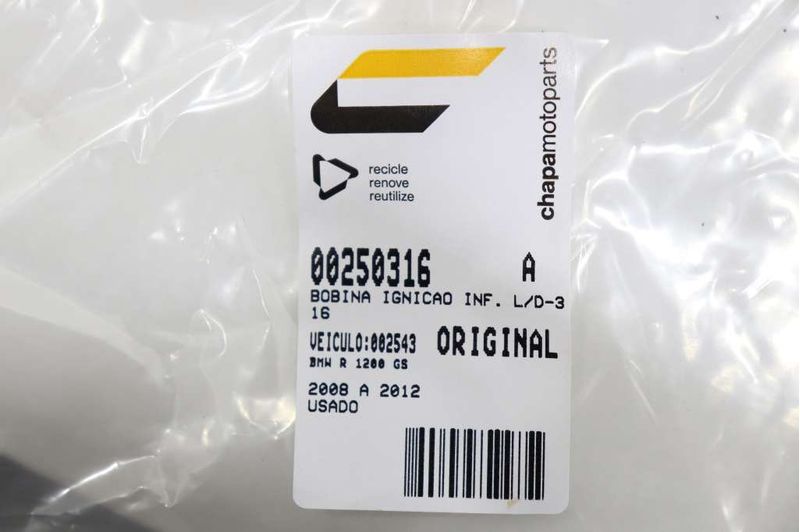 chapamotoparts
recicle
renove
reutilize
00250316 A
BOBINA IGNICAO INF. L/D-3
16
VEICULO:002543 ORIGINAL
BMW R 1200 GS
2008 A 2012
USADO